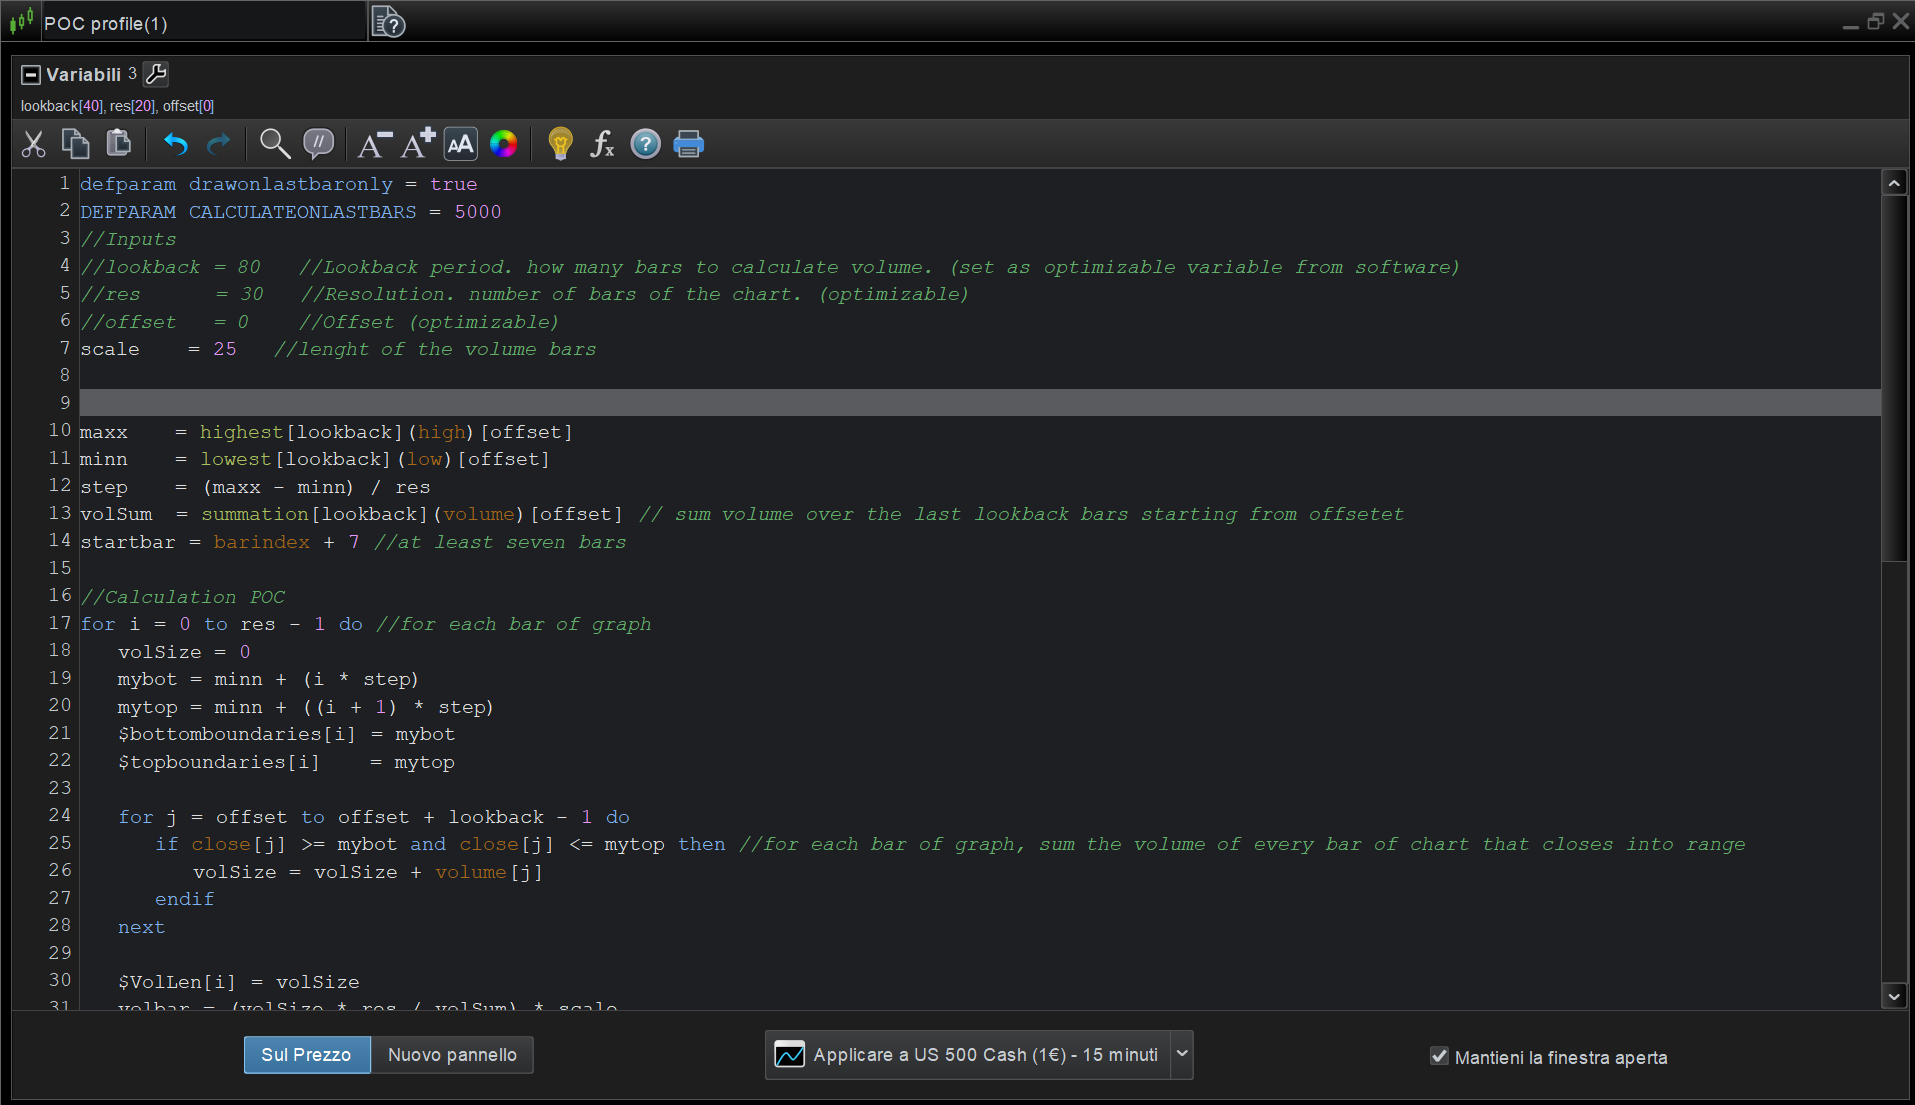 POC profile(1)
Variabili 3
lookback[40], res[20], offset[0]
1 defparam drawonlastbaronly = true
2 DEFPARAM CALCULATEONLASTBARS = 5000
3 //Inputs
4 //lookback = 80 //Lookback period. how many bars to calculate volume. (set as optimizable variable from software)
5 //res = 30 //Resolution. number of bars of the chart. (optimizable)
6 //offset = 0 //Offset (optimizable)
7 scale = 25 //lenght of the volume bars
8
9
10 maxx = highest[lookback](high)[offset]
11 minn = lowest[lookback](low)[offset]
12 step = (maxx - minn) / res
13 volSum = summation[lookback](volume)[offset] // sum volume over the last lookback bars starting from offsetet
14 startbar = barindex + 7 //at least seven bars
15
16 //Calculation POC
17 for i = 0 to res - 1 do //for each bar of graph
18 volSize = 0
19 mybot = minn + (i * step)
20 mytop = minn + ((i + 1) * step)
21 $bottomboundaries[i] = mybot
22 $topboundaries[i] = mytop
23
24 for j = offset to offset + lookback - 1 do
25 if close[j] >= mybot and close[j] <= mytop then //for each bar of graph, sum the volume of every bar of chart that closes into range
26 volSize = volSize + volume[j]
27 endif
28 next
29
30 $VolLen[i] = volSize
31 volbar = (volSize * res / volSum) * scale
Sul Prezzo Nuovo pannello Applicare a US 500 Cash (1€) - 15 minuti Mantieni la finestra aperta